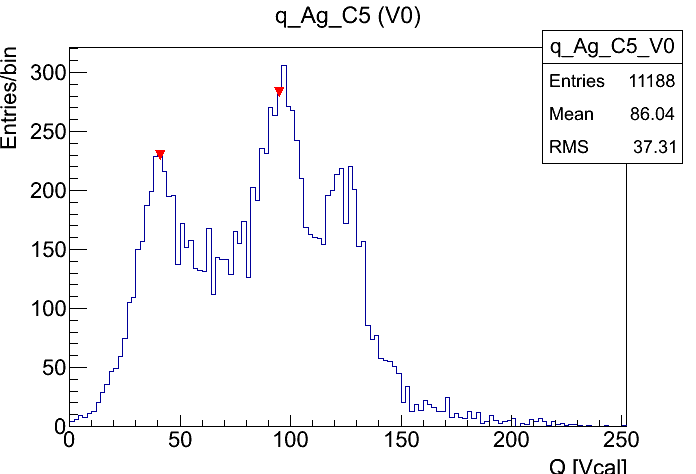 q_Ag_C5 (V0)
q_Ag_C5_V0
Entries 11188
Mean 86.04
RMS 37.31
Entries/bin
300
250
200
150
100
50
0
0 50 100 150 200 250
Q [Vcal]